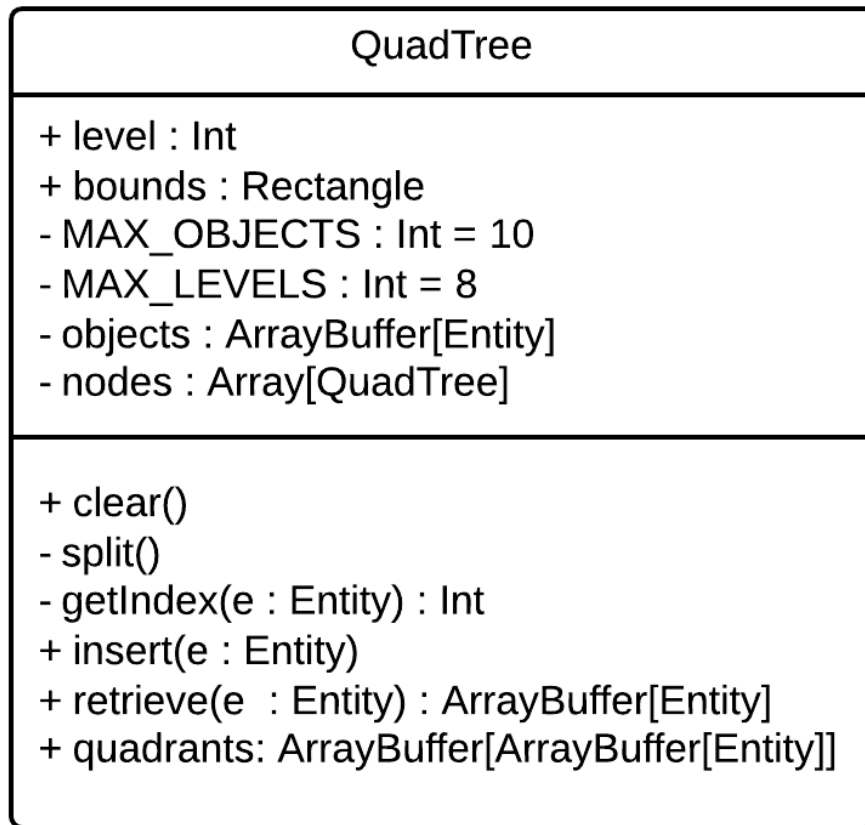 QuadTree
+ level : Int
+ bounds : Rectangle
- MAX_OBJECTS : Int = 10
- MAX_LEVELS : Int = 8
- objects : ArrayBuffer[Entity]
- nodes : Array[QuadTree]
+ clear()
- split()
- getIndex(e : Entity) : Int
+ insert(e : Entity)
+ retrieve(e  : Entity) : ArrayBuffer[Entity]
+ quadrants: ArrayBuffer[ArrayBuffer[Entity]]